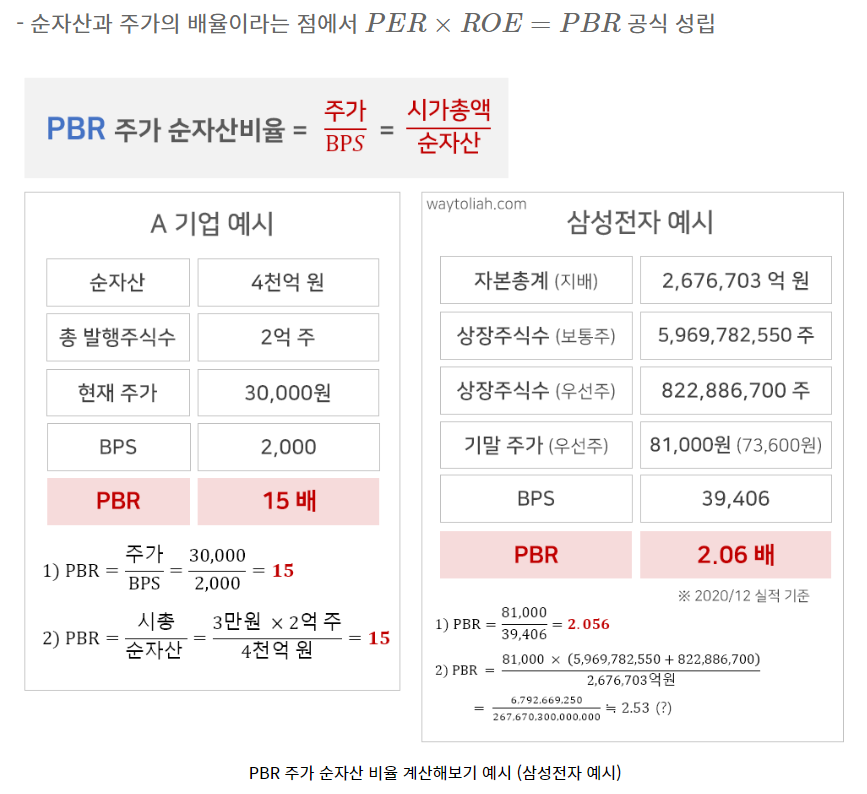 - 순자산과 주가의 배율이라는 점에서 PER × ROE = PBR 공식 성립
PBR 주가 순자산비율 = 주가 / BPS = 시가총액 / 순자산
A 기업 예시
순자산 4천억 원
총 발행주식수 2억 주
현재 주가 30,000원
BPS 2,000
PBR 15 배
1) PBR = 주가 / BPS = 30,000 / 2,000 = 15
2) PBR = 시총 / 순자산 = 3만원 × 2억 주 / 4천억 원 = 15
waytoliah.com
삼성전자 예시
자본총계 (지배) 2,676,703 억 원
상장주식수 (보통주) 5,969,782,550 주
상장주식수 (우선주) 822,886,700 주
기말 주가 (우선주) 81,000원 (73,600원)
BPS 39,406
PBR 2.06 배
※ 2020/12 실적 기준
1) PBR = 81,000 / 39,406 = 2.056
2) PBR = 81,000 × (5,969,782,550 + 822,886,700) / 2,676,703억원
= 6.792.669.250 / 267.670.300.000.000 ≒ 2.53 (?)
PBR 주가 순자산 비율 계산해보기 예시 (삼성전자 예시)